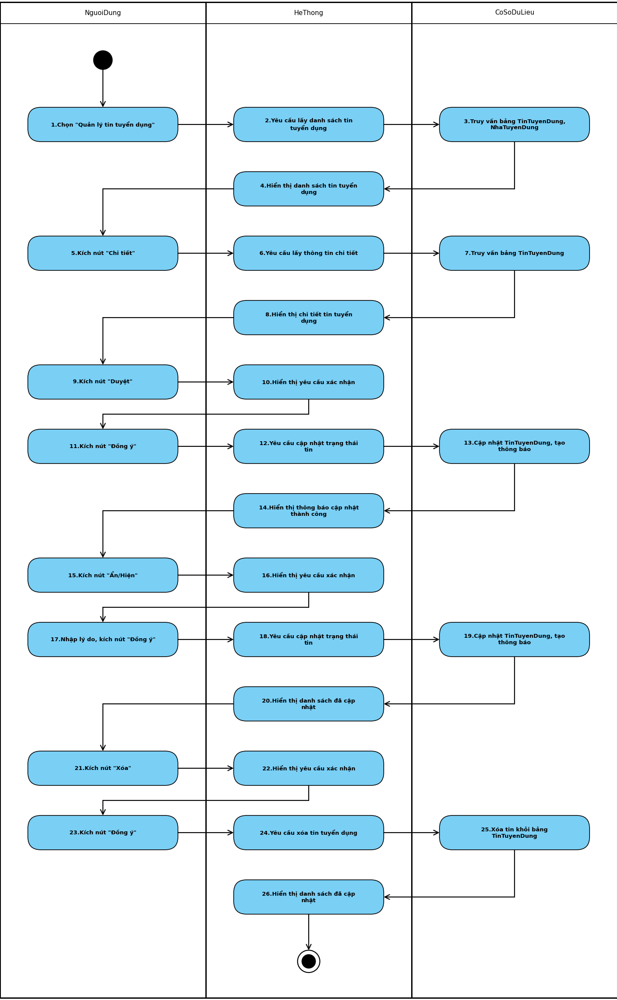 NguoiDung
HeThong
CoSoDuLieu
1.Chọn "Quản lý tin tuyển dụng"
2.Yêu cầu lấy danh sách tin
tuyển dụng
3.Truy vấn bảng TinTuyenDung,
NhaTuyenDung
4.Hiển thị danh sách tin tuyển
dụng
5.Kích nút "Chi tiết"
6.Yêu cầu lấy thông tin chi tiết
7.Truy vấn bảng TinTuyenDung
8.Hiển thị chi tiết tin tuyển
dụng
9.Kích nút "Duyệt"
10.Hiển thị yêu cầu xác nhận
11.Kích nút "Đồng ý"
12.Yêu cầu cập nhật trạng thái
tin
13.Cập nhật TinTuyenDung, tạo
thông báo
14.Hiển thị thông báo cập nhật
thành công
15.Kích nút "Ẩn/Hiện"
16.Hiển thị yêu cầu xác nhận
17.Nhập lý do, kích nút "Đồng ý"
18.Yêu cầu cập nhật trạng thái
tin
19.Cập nhật TinTuyenDung, tạo
thông báo
20.Hiển thị danh sách đã cập
nhật
21.Kích nút "Xóa"
22.Hiển thị yêu cầu xác nhận
23.Kích nút "Đồng ý"
24.Yêu cầu xóa tin tuyển dụng
25.Xóa tin khỏi bảng
TinTuyenDung
26.Hiển thị danh sách đã cập
nhật